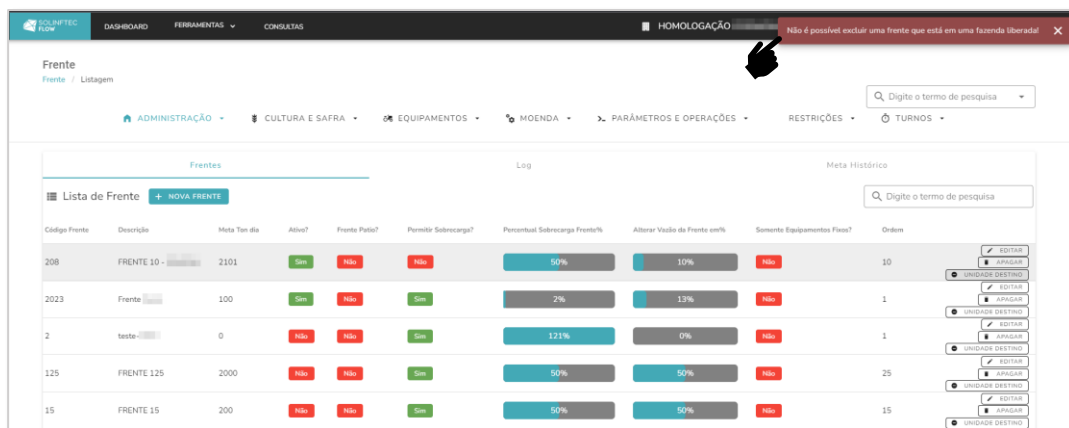 SOLINFTEC
FLOW
DASHBOARD FERRAMENTAS CONSULTAS HOMOLOGAÇÃO
Não é possível excluir uma frente que está em uma fazenda liberada!
Frente
Frente / Listagem
Digite o termo de pesquisa
ADMINISTRAÇÃO CULTURA E SAFRA EQUIPAMENTOS MOENDA PARÂMETROS E OPERAÇÕES RESTRIÇÕES TURNOS
Frentes Log Meta Histórico
Lista de Frente + NOVA FRENTE Digite o termo de pesquisa
Código Frente Descrição Meta Ton dia Ativo? Frente Patio? Permitir Sobrecarga? Percentual Sobrecarga Frente% Alterar Vazão de Frente em% Somente Equipamentos Fixos? Ordem
EDITAR
208 FRENTE 10 - 2101 Sim Não Não 50% 10% Não 10 APAGAR
UNIDADE DESTINO
EDITAR
2023 Frente 100 Sim Não Sim 2% 13% Não 1 APAGAR
UNIDADE DESTINO
EDITAR
2 teste- 0 Não Não Sim 121% 0% Não 1 APAGAR
UNIDADE DESTINO
EDITAR
125 FRENTE 125 2000 Não Não Sim 50% 50% Não 25 APAGAR
UNIDADE DESTINO
EDITAR
15 FRENTE 15 200 Não Não Sim 50% 50% Não 15 APAGAR
UNIDADE DESTINO